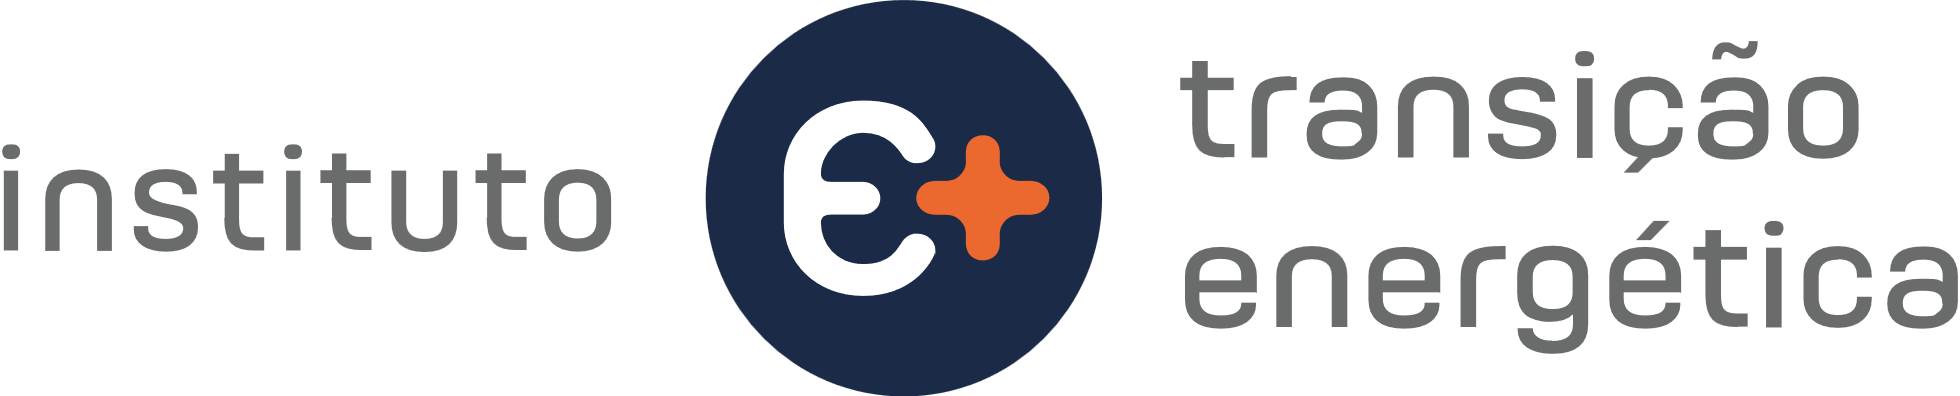 instituto
E+
transição
energética